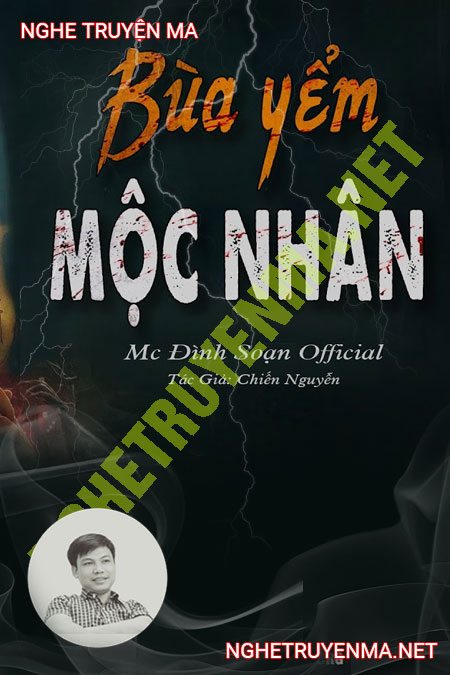 NGHE TRUYỆN MA
Bùa yểm
MỘC NHÂN
Mc Đình Soạn Official
Tác Giả: Chiến Nguyễn
NGHETRUYENMA.NET
NGHETRUYENMA.NET